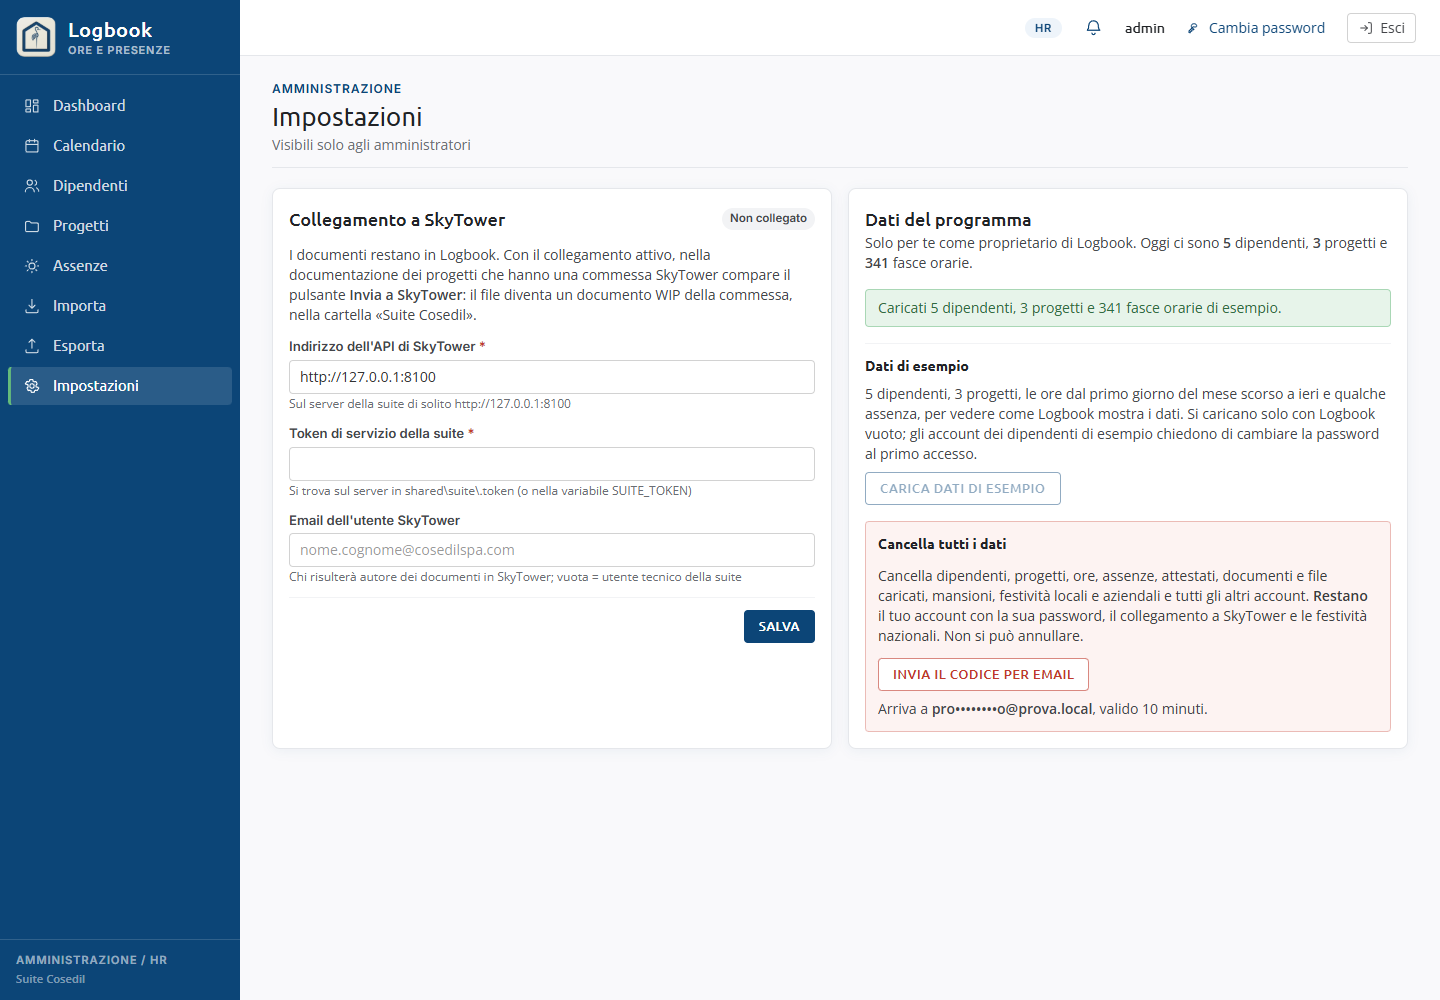 Logbook
ORE E PRESENZE
Dashboard
Calendario
Dipendenti
Progetti
Assenze
Importa
Esporta
Impostazioni
AMMINISTRAZIONE / HR
Suite Cosedil
HR
admin
Cambia password
Esci
AMMINISTRAZIONE
Impostazioni
Visibili solo agli amministratori
Collegamento a SkyTower
Non collegato
I documenti restano in Logbook. Con il collegamento attivo, nella
documentazione dei progetti che hanno una commessa SkyTower compare il
pulsante Invia a SkyTower: il file diventa un documento WIP della commessa,
nella cartella «Suite Cosedil».
Indirizzo dell'API di SkyTower *
http://127.0.0.1:8100
Sul server della suite di solito http://127.0.0.1:8100
Token di servizio della suite *
Si trova sul server in shared\suite\.token (o nella variabile SUITE_TOKEN)
Email dell'utente SkyTower
nome.cognome@cosedilspa.com
Chi risulterà autore dei documenti in SkyTower; vuota = utente tecnico della suite
SALVA
Dati del programma
Solo per te come proprietario di Logbook. Oggi ci sono 5 dipendenti, 3 progetti e
341 fasce orarie.
Caricati 5 dipendenti, 3 progetti e 341 fasce orarie di esempio.
Dati di esempio
5 dipendenti, 3 progetti, le ore dal primo giorno del mese scorso a ieri e qualche
assenza, per vedere come Logbook mostra i dati. Si caricano solo con Logbook
vuoto; gli account dei dipendenti di esempio chiedono di cambiare la password
al primo accesso.
CARICA DATI DI ESEMPIO
Cancella tutti i dati
Cancella dipendenti, progetti, ore, assenze, attestati, documenti e file
caricati, mansioni, festività locali e aziendali e tutti gli altri account. Restano
il tuo account con la sua password, il collegamento a SkyTower e le festività
nazionali. Non si può annullare.
INVIA IL CODICE PER EMAIL
Arriva a pro••••••••o@prova.local, valido 10 minuti.